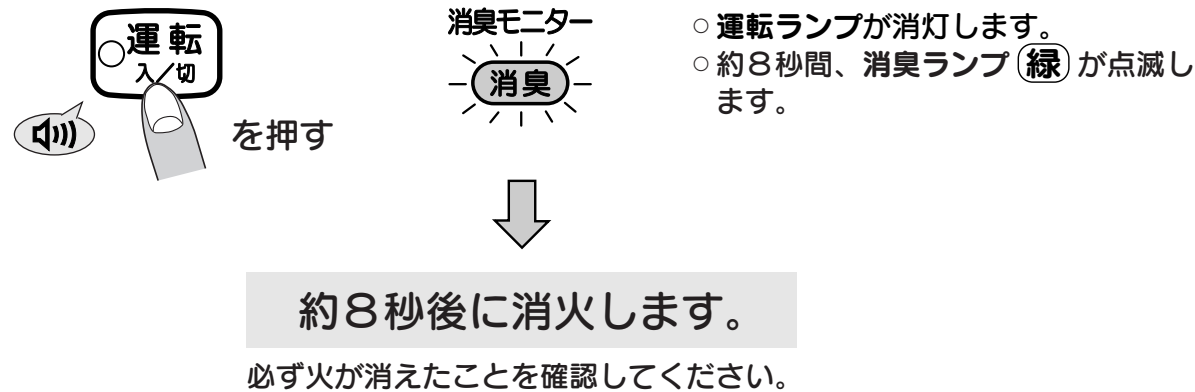 運転
入/切
を押す
消臭モニター
消臭
○運転ランプが消灯します。
○約8秒間、消臭ランプ(緑)が点滅し
ます。
約8秒後に消火します。
必ず火が消えたことを確認してください。